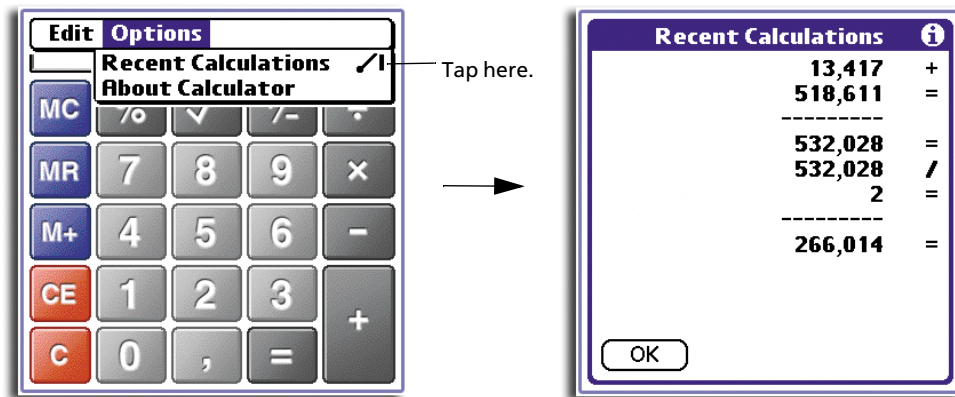 Edit Options
Recent Calculations /I
About Calculator
Tap here.
MC % √ +/- ÷
MR 7 8 9 ×
M+ 4 5 6 -
CE 1 2 3 +
C 0 , =
Recent Calculations i
13,417 +
518,611 =
---------
532,028 =
532,028 /
2 =
---------
266,014 =
OK